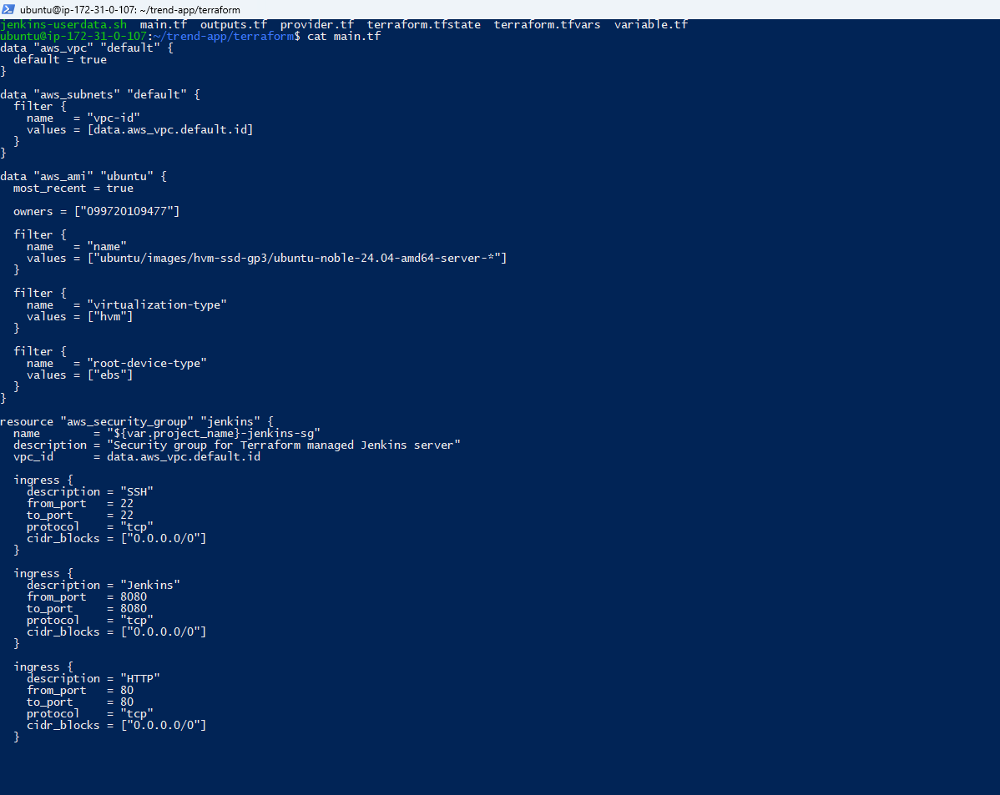 ubuntu@ip-172-31-0-107: ~/trend-app/terraform
jenkins-userdata.sh  main.tf  outputs.tf  provider.tf  terraform.tfstate  terraform.tfvars  variable.tf
ubuntu@ip-172-31-0-107:~/trend-app/terraform$ cat main.tf
data "aws_vpc" "default" {
  default = true
}

data "aws_subnets" "default" {
  filter {
    name   = "vpc-id"
    values = [data.aws_vpc.default.id]
  }
}

data "aws_ami" "ubuntu" {
  most_recent = true

  owners = ["099720109477"]

  filter {
    name   = "name"
    values = ["ubuntu/images/hvm-ssd-gp3/ubuntu-noble-24.04-amd64-server-*"]
  }

  filter {
    name   = "virtualization-type"
    values = ["hvm"]
  }

  filter {
    name   = "root-device-type"
    values = ["ebs"]
  }
}

resource "aws_security_group" "jenkins" {
  name        = "${var.project_name}-jenkins-sg"
  description = "Security group for Terraform managed Jenkins server"
  vpc_id      = data.aws_vpc.default.id

  ingress {
    description = "SSH"
    from_port   = 22
    to_port     = 22
    protocol    = "tcp"
    cidr_blocks = ["0.0.0.0/0"]
  }

  ingress {
    description = "Jenkins"
    from_port   = 8080
    to_port     = 8080
    protocol    = "tcp"
    cidr_blocks = ["0.0.0.0/0"]
  }

  ingress {
    description = "HTTP"
    from_port   = 80
    to_port     = 80
    protocol    = "tcp"
    cidr_blocks = ["0.0.0.0/0"]
  }